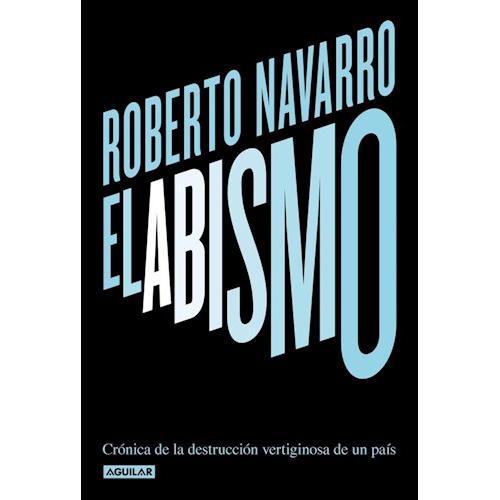 ROBERTO NAVARRO
EL ABISMO
Crónica de la destrucción vertiginosa de un país
AGUILAR